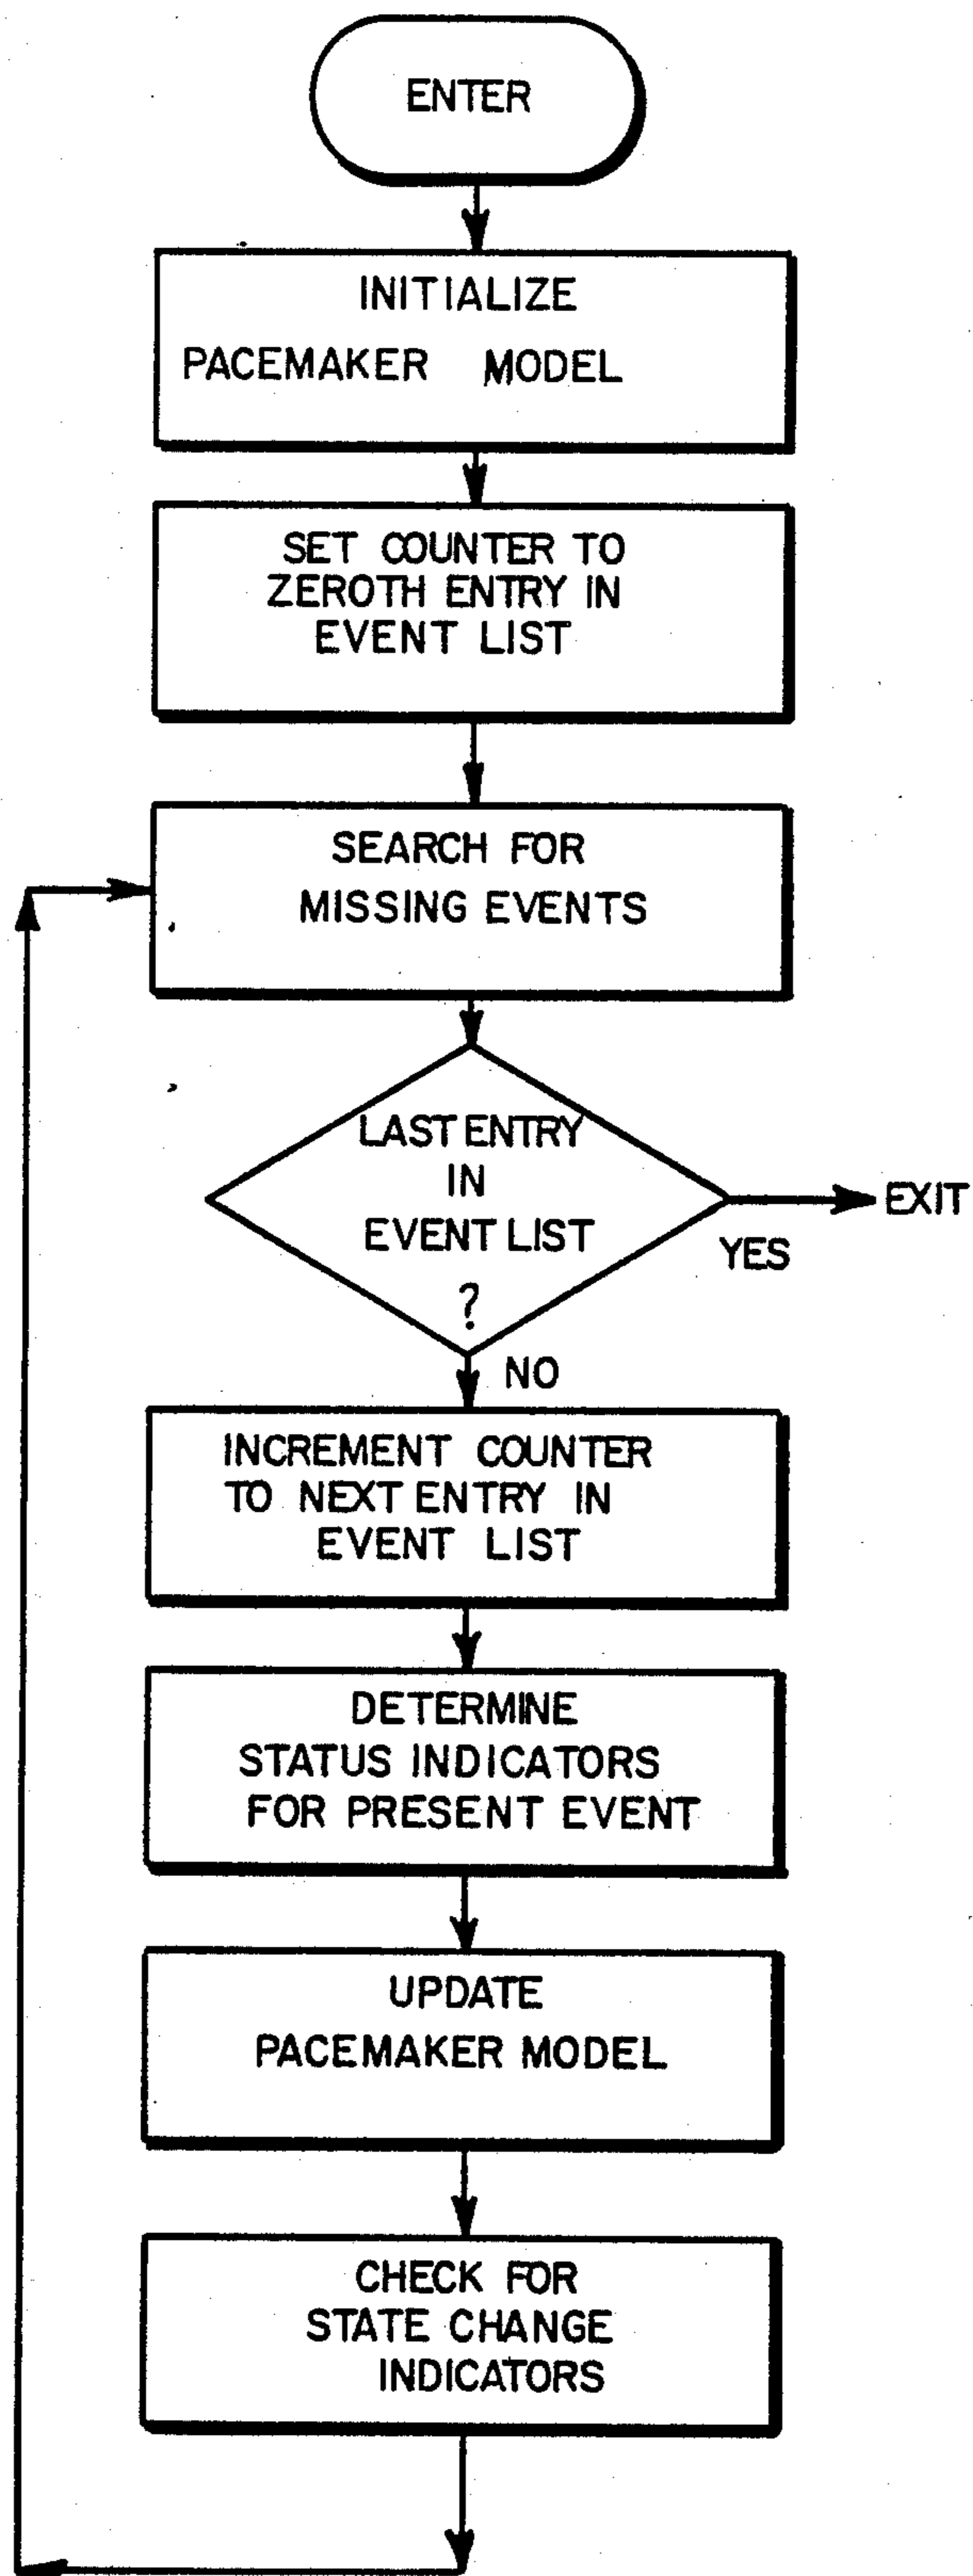 ENTER
INITIALIZE
PACEMAKER MODEL
SET COUNTER TO
ZEROTH ENTRY IN
EVENT LIST
SEARCH FOR
MISSING EVENTS
LAST ENTRY
IN
EVENT LIST
?
EXIT
YES
NO
INCREMENT COUNTER
TO NEXT ENTRY IN
EVENT LIST
DETERMINE
STATUS INDICATORS
FOR PRESENT EVENT
UPDATE
PACEMAKER MODEL
CHECK FOR
STATE CHANGE
INDICATORS